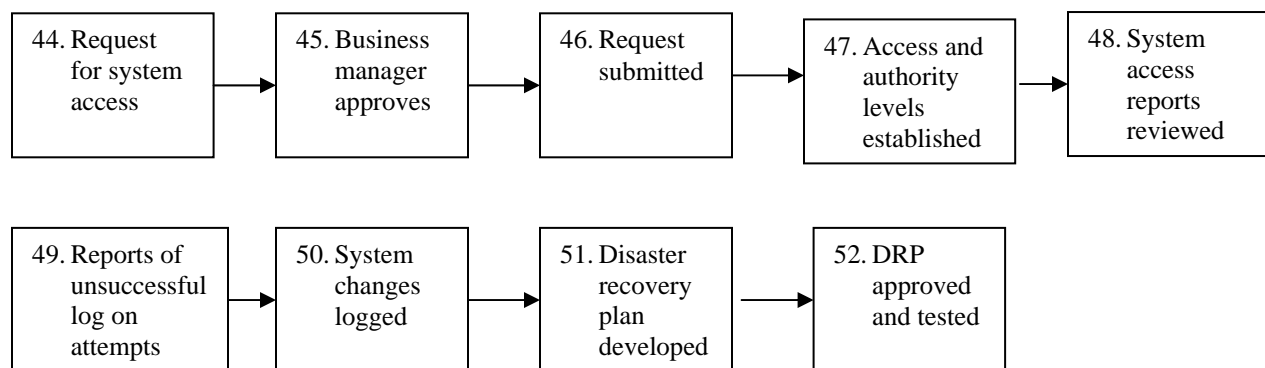 44. Request
for system
access
45. Business
manager
approves
46. Request
submitted
47. Access and
authority
levels
established
48. System
access
reports
reviewed
49. Reports of
unsuccessful
log on
attempts
50. System
changes
logged
51. Disaster
recovery
plan
developed
52. DRP
approved
and tested